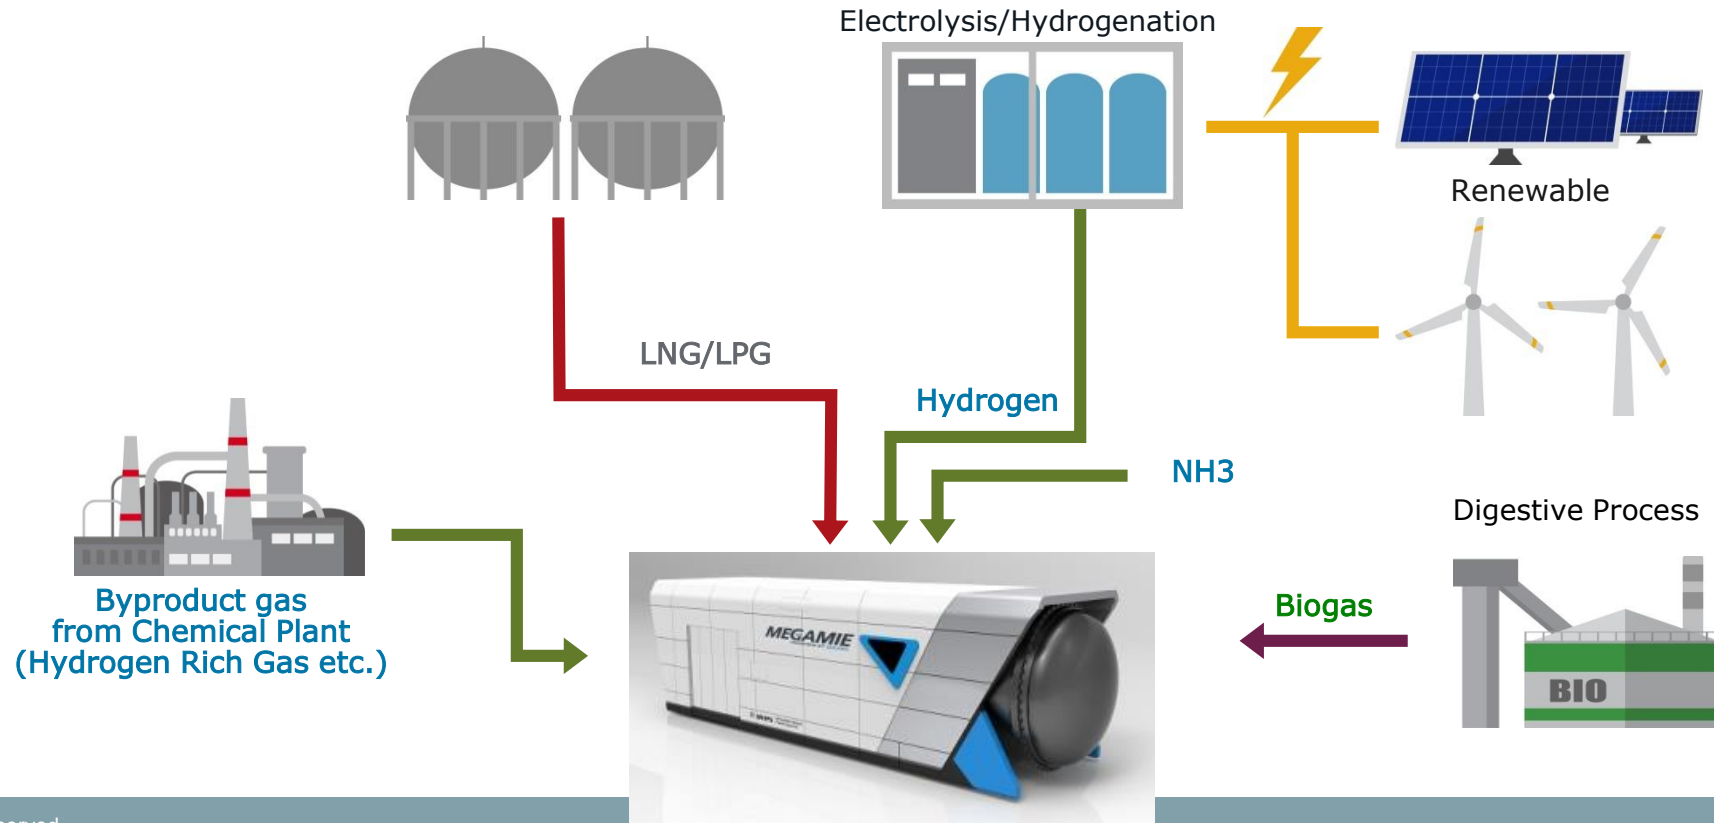 Electrolysis/Hydrogenation
Renewable
LNG/LPG
Hydrogen
NH3
Digestive Process
Byproduct gas
from Chemical Plant
(Hydrogen Rich Gas etc.)
Biogas
MEGAMIE
BIO